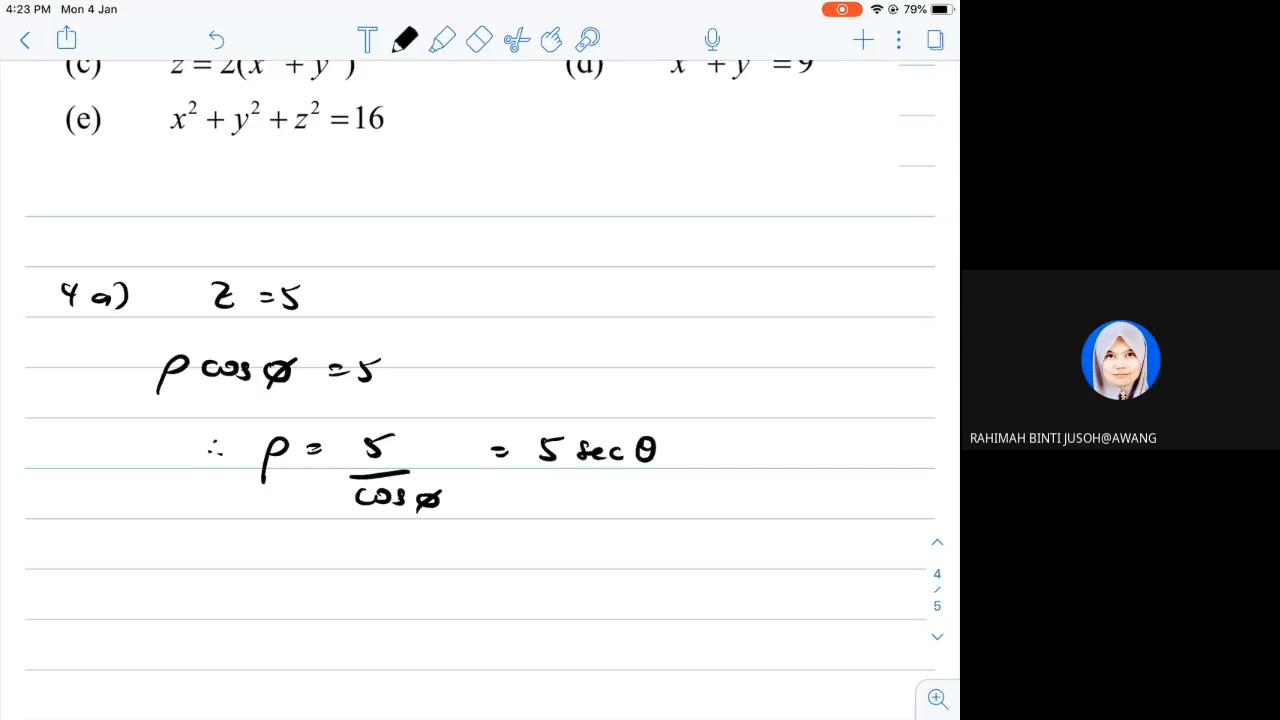 4:23 PM Mon 4 Jan 79%
(c) z = 2(x + y ) (d) x + y = 9
(e) x² + y² + z² = 16
4 a) z = 5
ρ cos φ = 5
∴ ρ = 5/cos φ = 5 sec θ
4
/
5
RAHIMAH BINTI JUSOH@AWANG